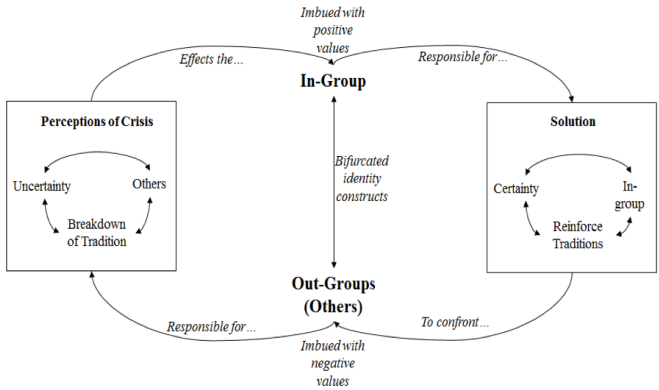 Imbued with
positive
values
Effects the…
Responsible for…
In-Group
Perceptions of Crisis
Uncertainty
Others
Breakdown
of Tradition
Bifurcated
identity
constructs
Solution
Certainty
In-
group
Reinforce
Traditions
Out-Groups
(Others)
Responsible for…
To confront…
Imbued with
negative
values